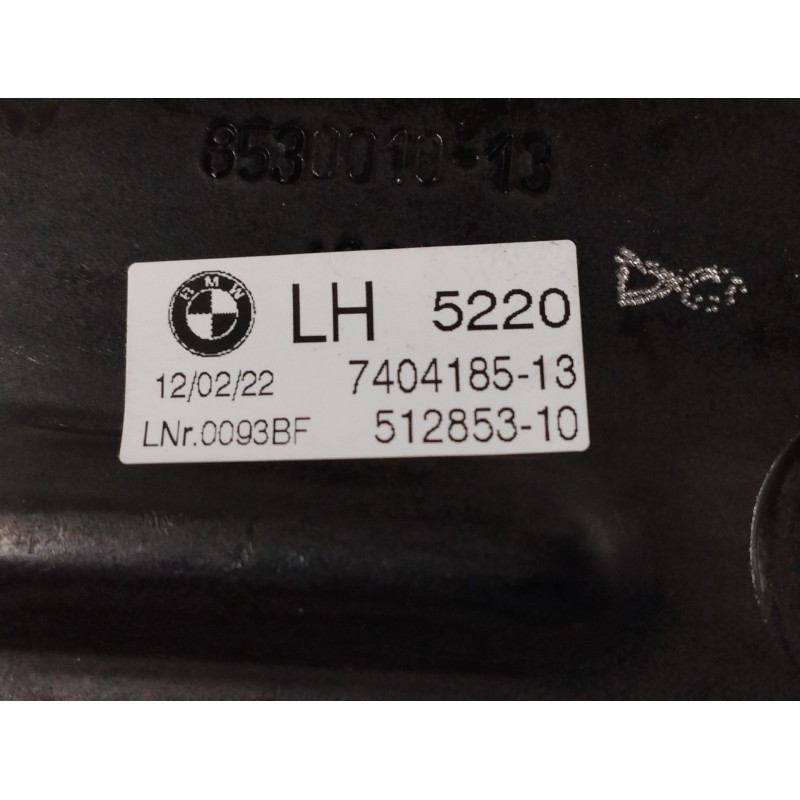 8530010-13
BMW
LH 5220
12/02/22 7404185-13
LNr.0093BF 512853-10